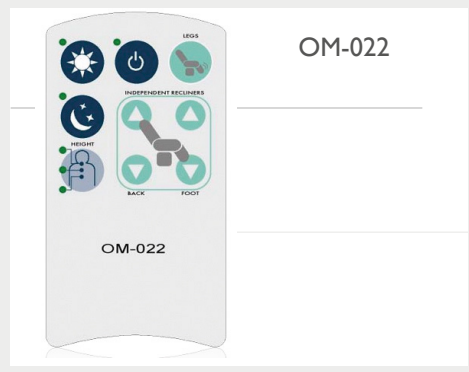 OM-022
LEGS
INDEPENDENT RECLINERS
HEIGHT
BACK FOOT
OM-022